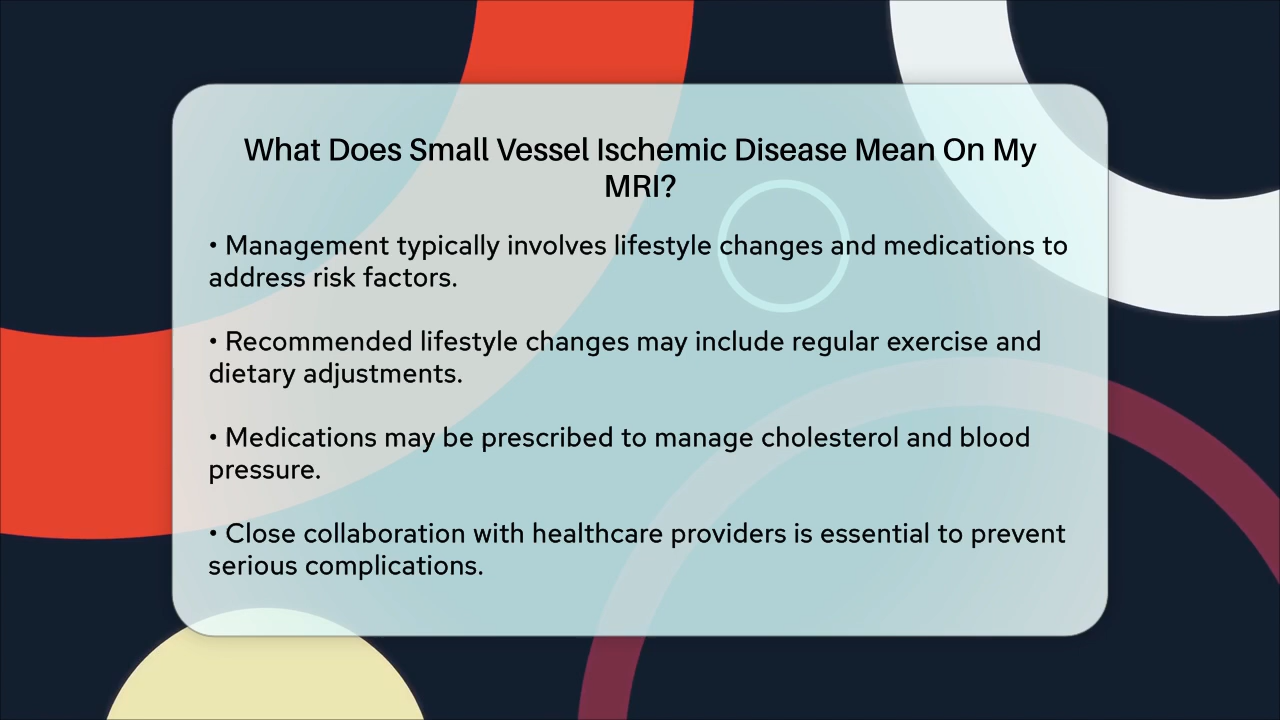 What Does Small Vessel Ischemic Disease Mean On My
MRI?
• Management typically involves lifestyle changes and medications to
address risk factors.
• Recommended lifestyle changes may include regular exercise and
dietary adjustments.
• Medications may be prescribed to manage cholesterol and blood
pressure.
• Close collaboration with healthcare providers is essential to prevent
serious complications.